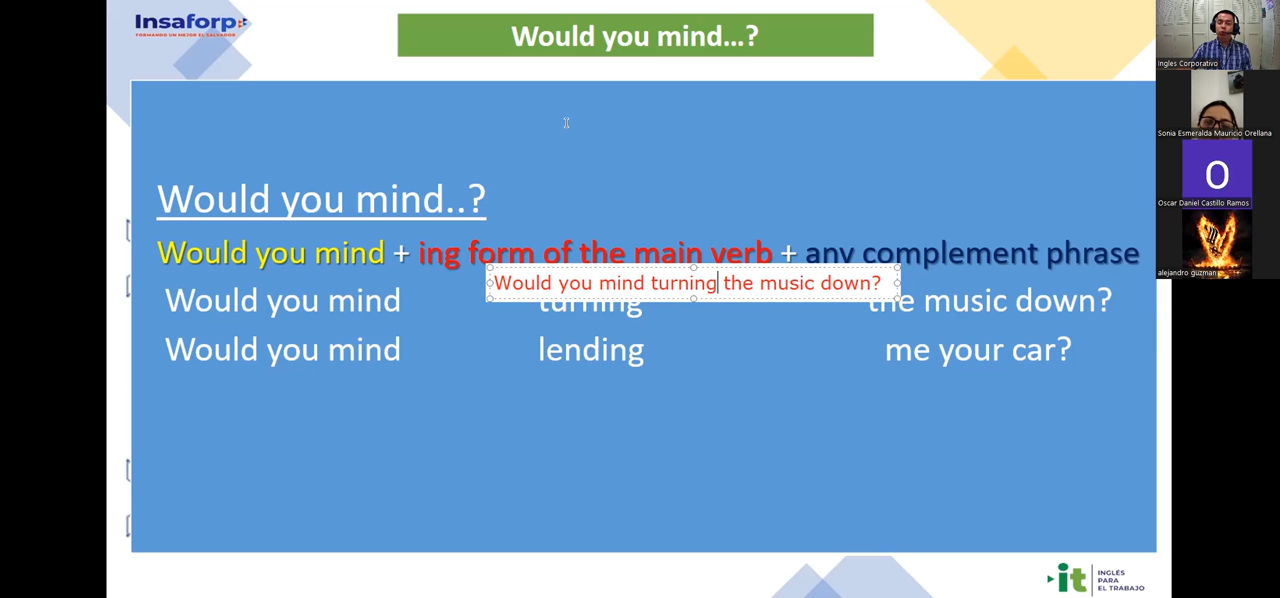 Insaforp
FORMANDO UN MEJOR EL SALVADOR
Would you mind...?
Would you mind..?
Would you mind + ing form of the main verb + any complement phrase
Would you mind turning the music down?
Would you mind turning the music down?
Would you mind lending me your car?
it
INGLÉS
PARA
EL TRABAJO
Ingles Corporativo
Sonia Esmeralda Mauricio Orellana
O
Oscar Daniel Castillo Ramos
alejandro guzman